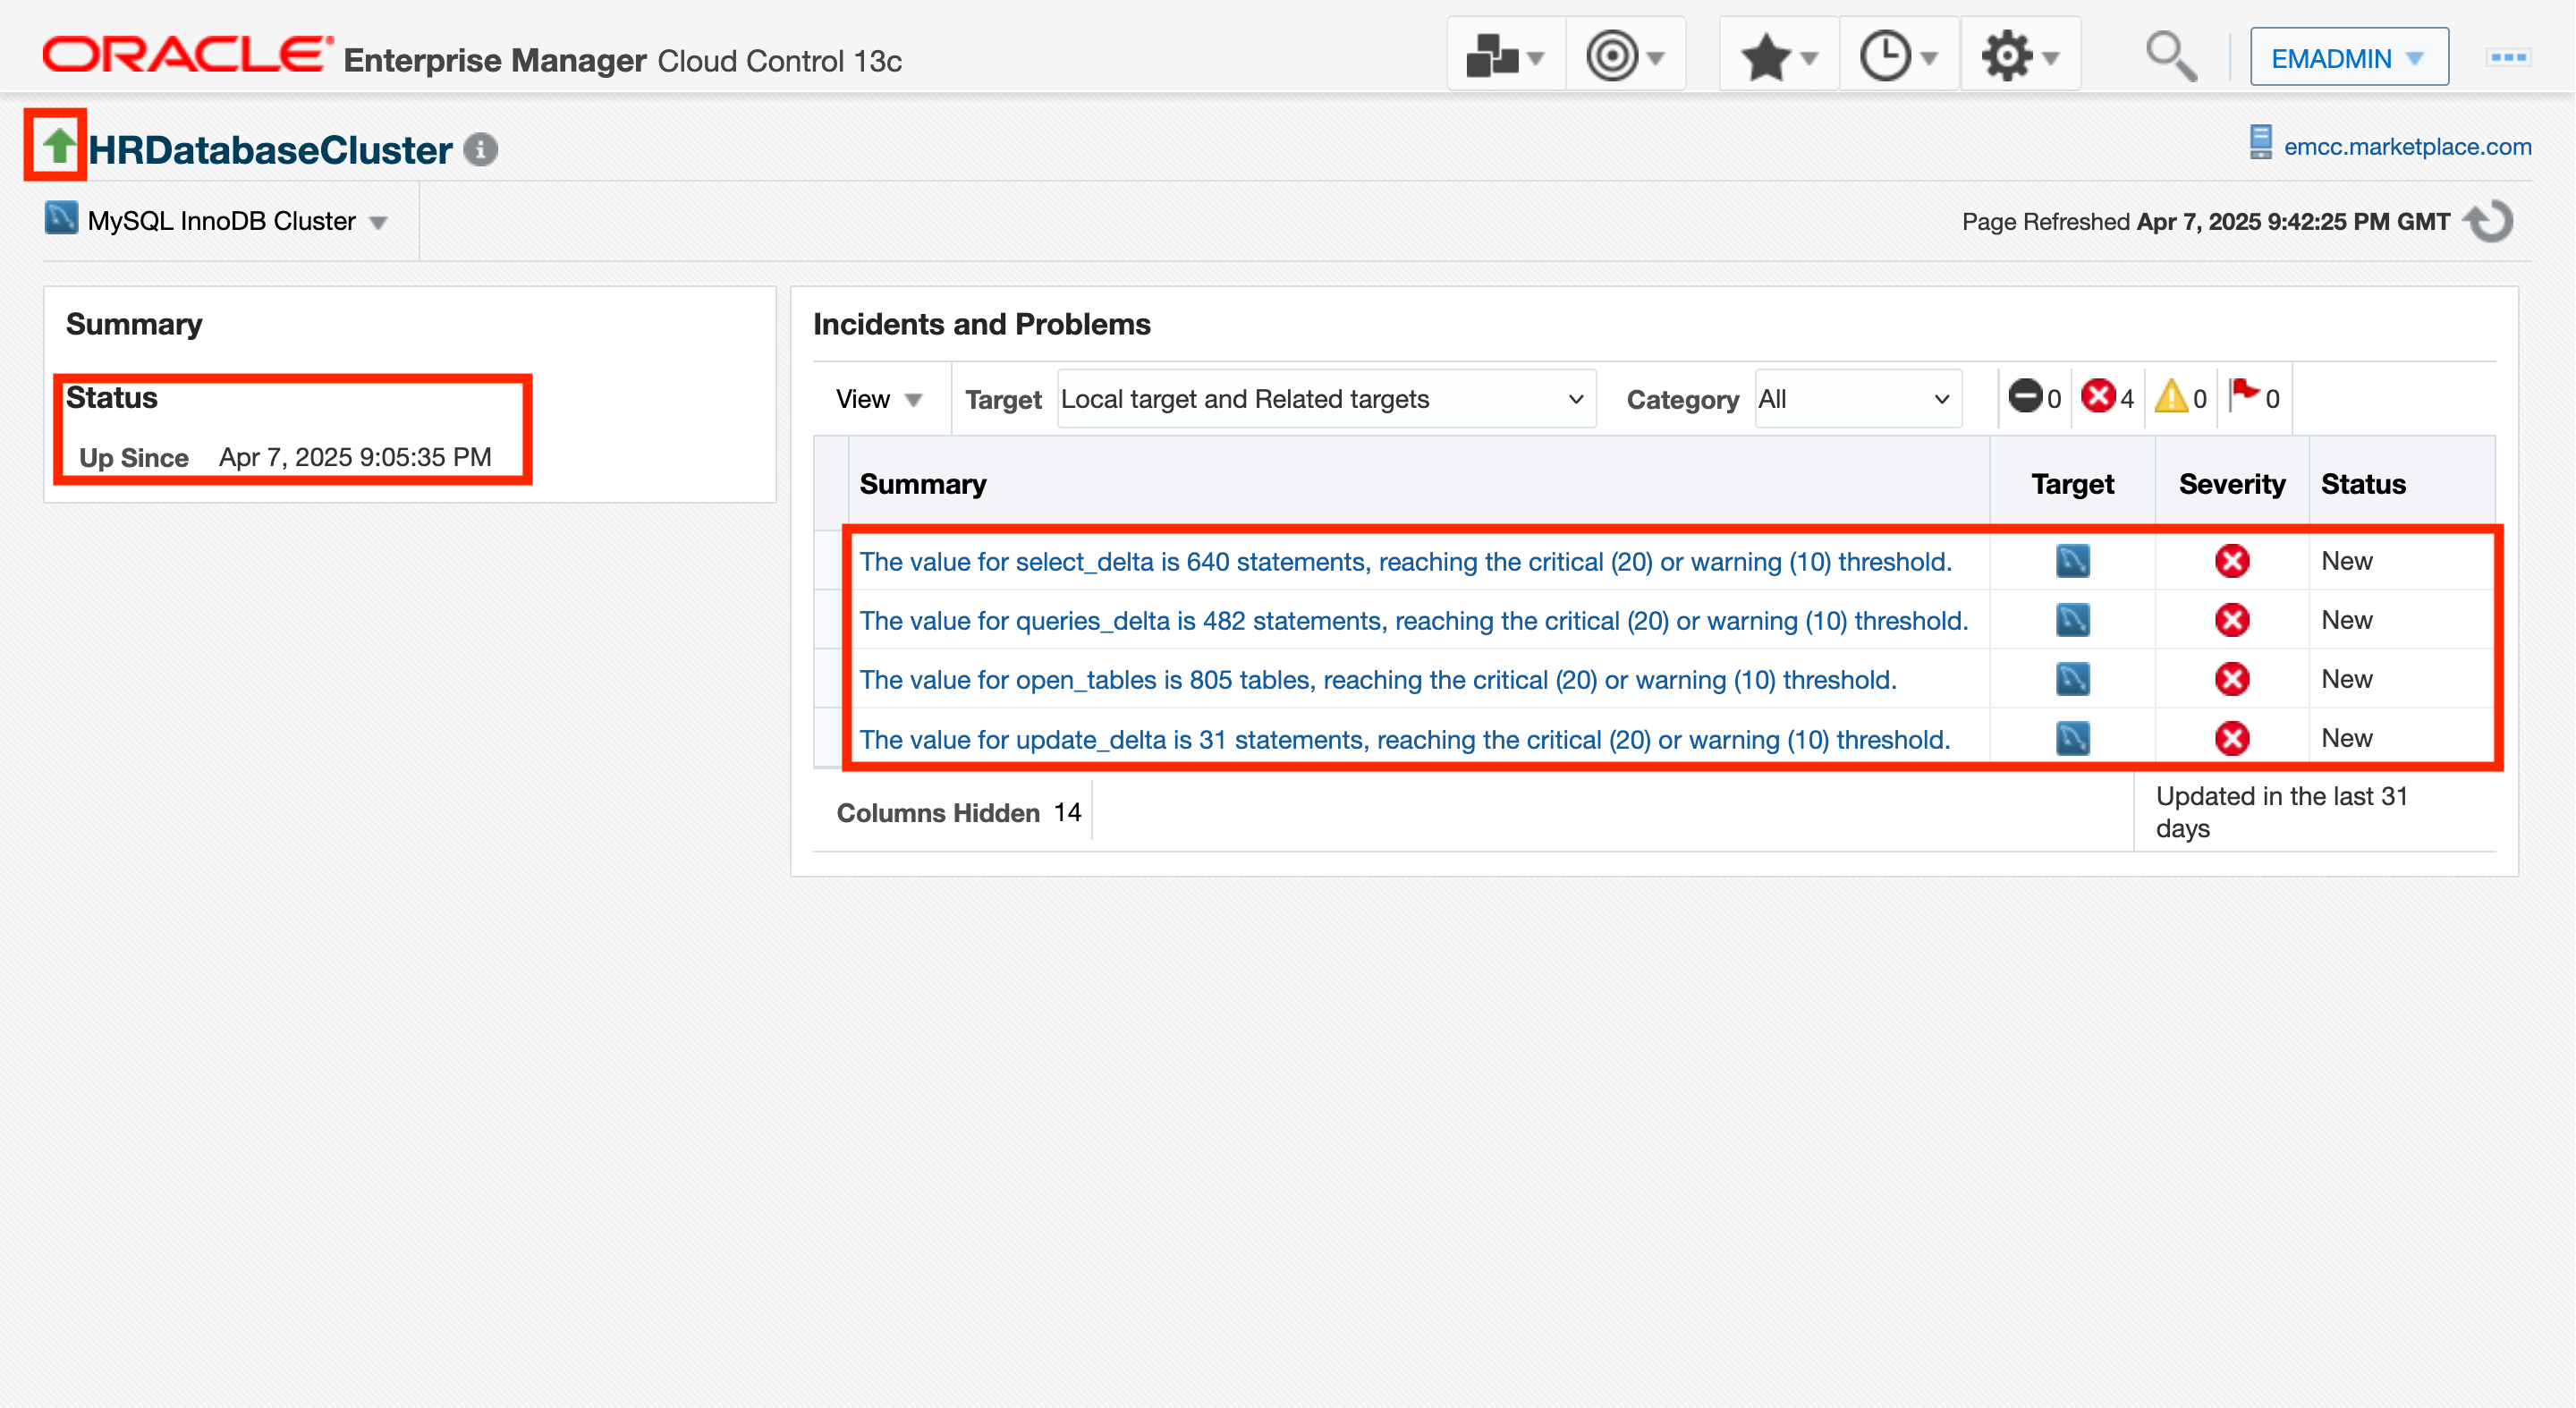 ORACLE Enterprise Manager Cloud Control 13c
EMADMIN
HRDatabaseCluster
emcc.marketplace.com
MySQL InnoDB Cluster
Page Refreshed Apr 7, 2025 9:42:25 PM GMT
Summary
Status
Up Since Apr 7, 2025 9:05:35 PM
Incidents and Problems
View Target Local target and Related targets Category All 0 4 0 0
Summary Target Severity Status
The value for select_delta is 640 statements, reaching the critical (20) or warning (10) threshold. New
The value for queries_delta is 482 statements, reaching the critical (20) or warning (10) threshold. New
The value for open_tables is 805 tables, reaching the critical (20) or warning (10) threshold. New
The value for update_delta is 31 statements, reaching the critical (20) or warning (10) threshold. New
Columns Hidden 14
Updated in the last 31
days